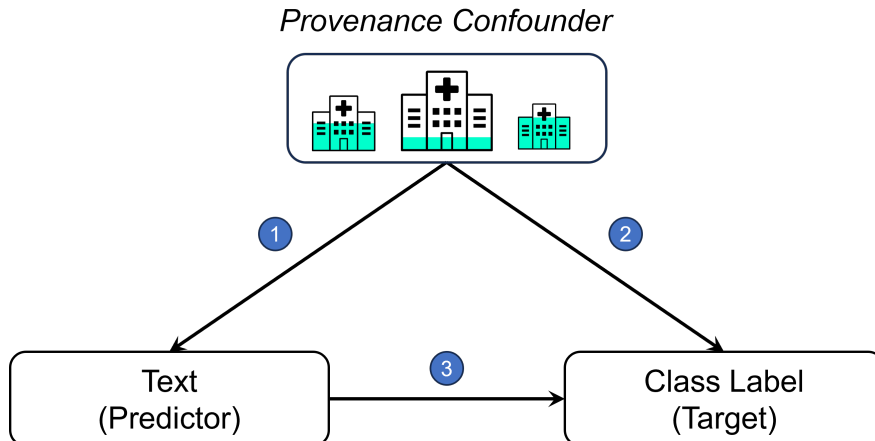 Provenance Confounder
1
2
3
Text
(Predictor)
Class Label
(Target)